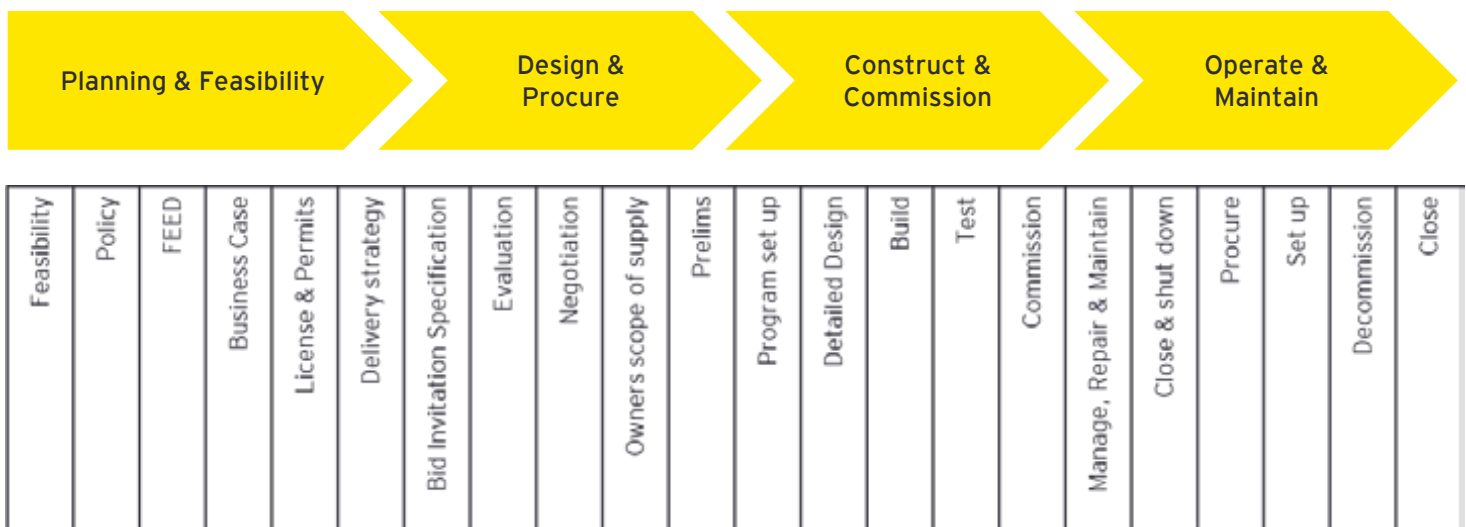 Planning & Feasibility
Design &
Procure
Construct &
Commission
Operate &
Maintain
Feasibility
Policy
FEED
Business Case
License & Permits
Delivery strategy
Bid Invitation Specification
Evaluation
Negotiation
Owners scope of supply
Prelims
Program set up
Detailed Design
Build
Test
Commission
Manage, Repair & Maintain
Close & shut down
Procure
Set up
Decommission
Close